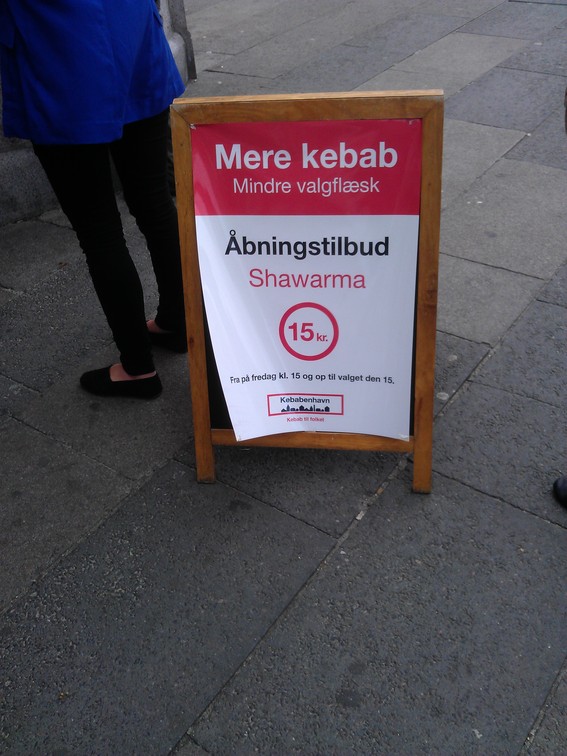 Mere kebab
Mindre valgflæsk
Åbningstilbud
Shawarma
15 kr.
Fra på fredag kl. 15 og op til valget den 15.
Kebabenhavn
Kebab til folket